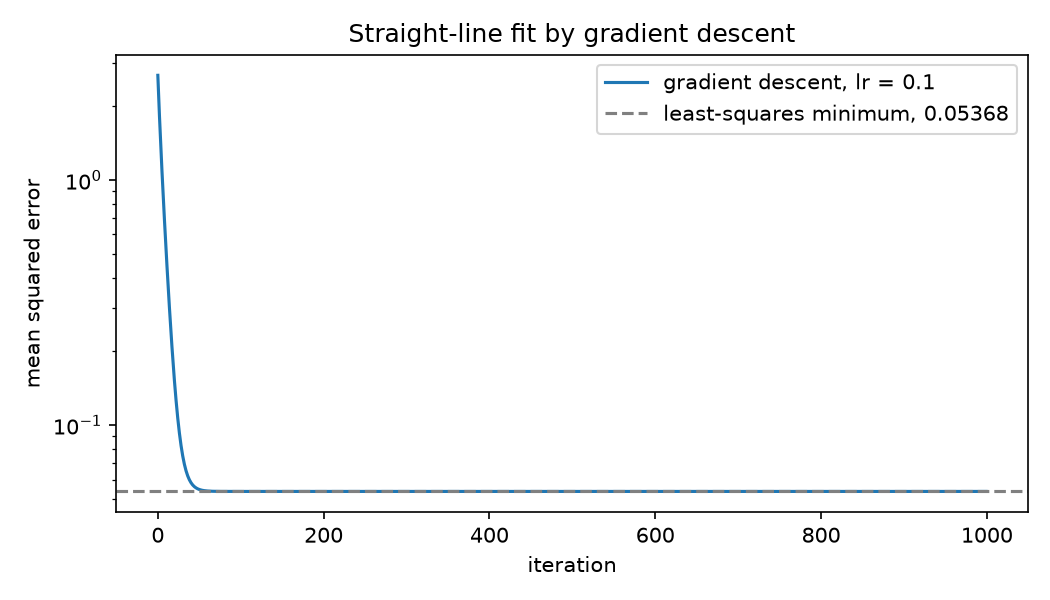 Straight-line fit by gradient descent
gradient descent, lr = 0.1
least-squares minimum, 0.05368
mean squared error
10⁰
10⁻¹
0 200 400 600 800 1000
iteration